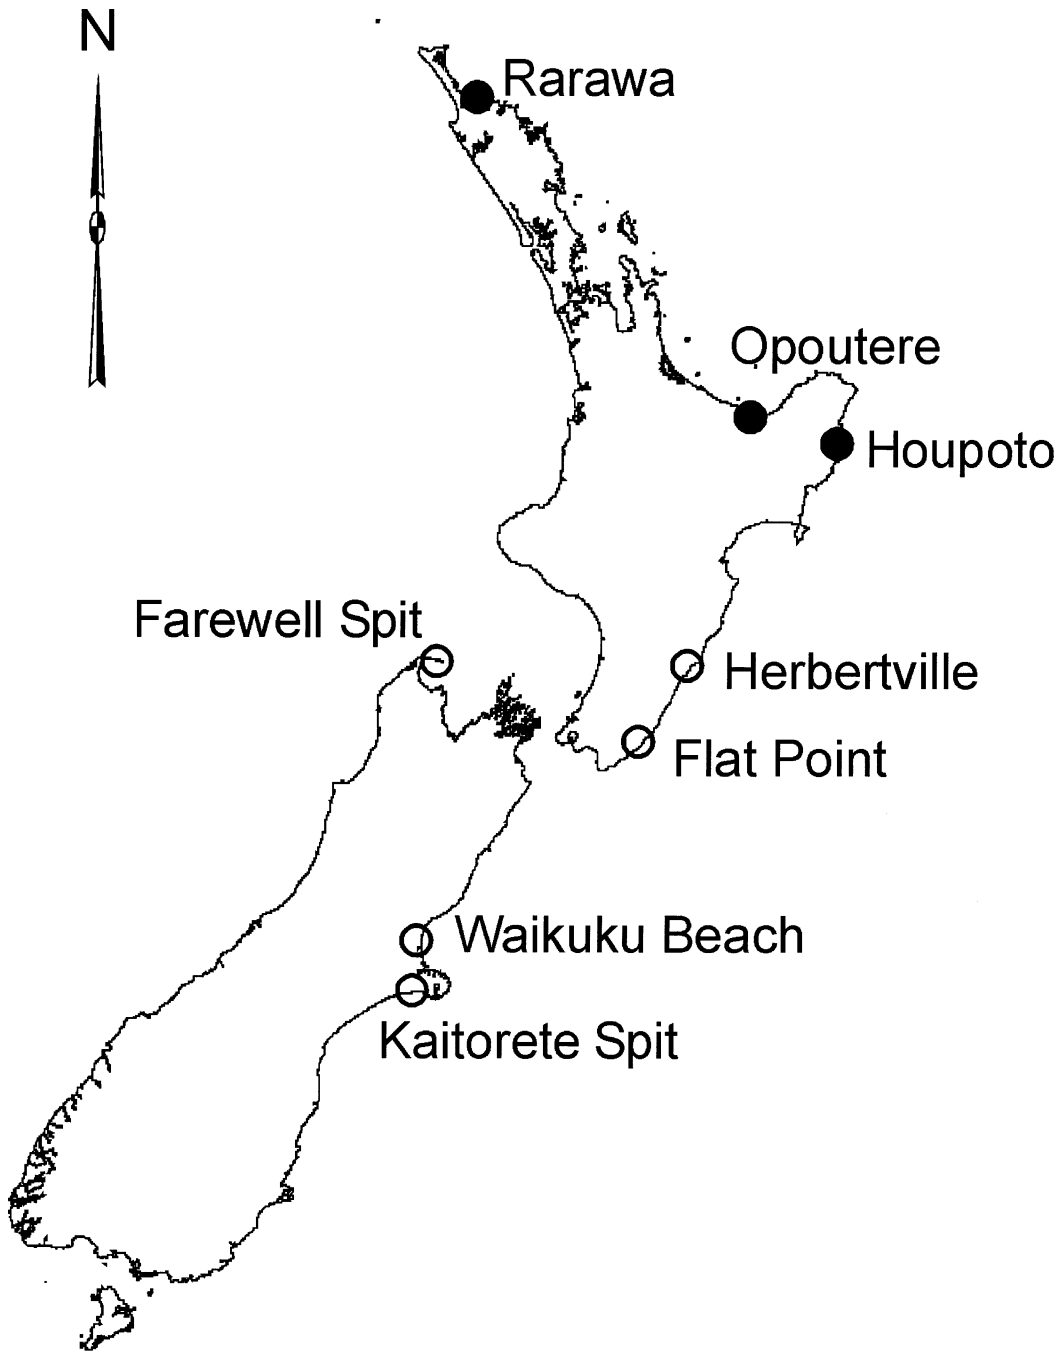 N
Rarawa
Opoutere
Houpoto
Farewell Spit
Herbertville
Flat Point
Waikuku Beach
Kaitorete Spit